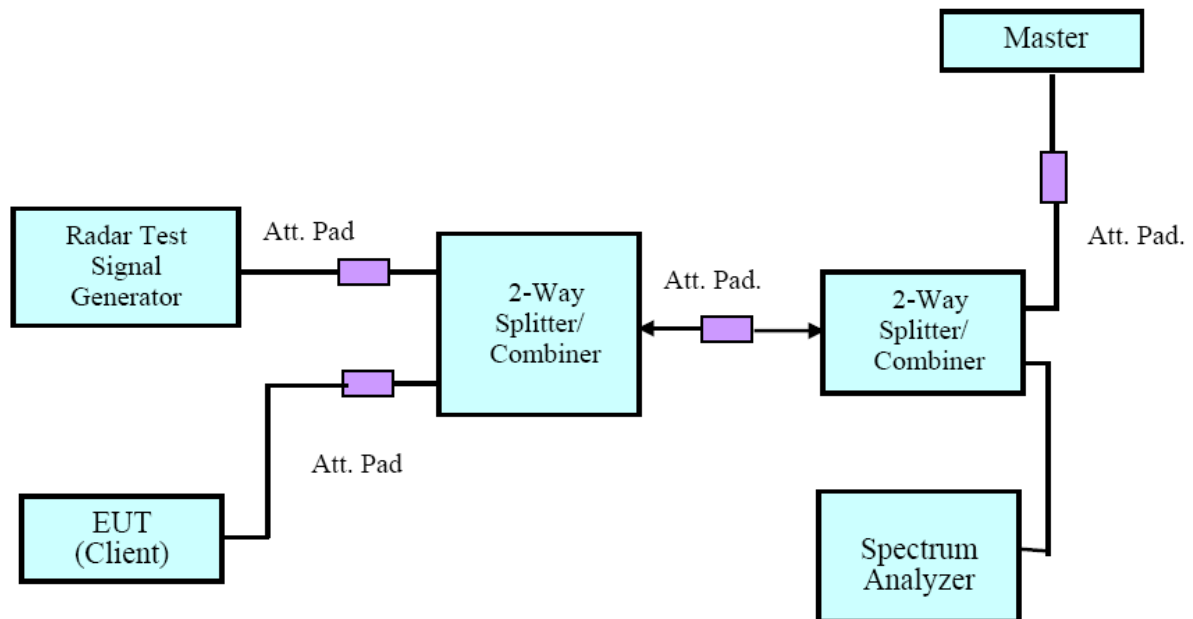 Master
Att. Pad.
Radar Test
Signal
Generator
Att. Pad
2-Way
Splitter/
Combiner
Att. Pad.
2-Way
Splitter/
Combiner
Att. Pad
EUT
(Client)
Spectrum
Analyzer